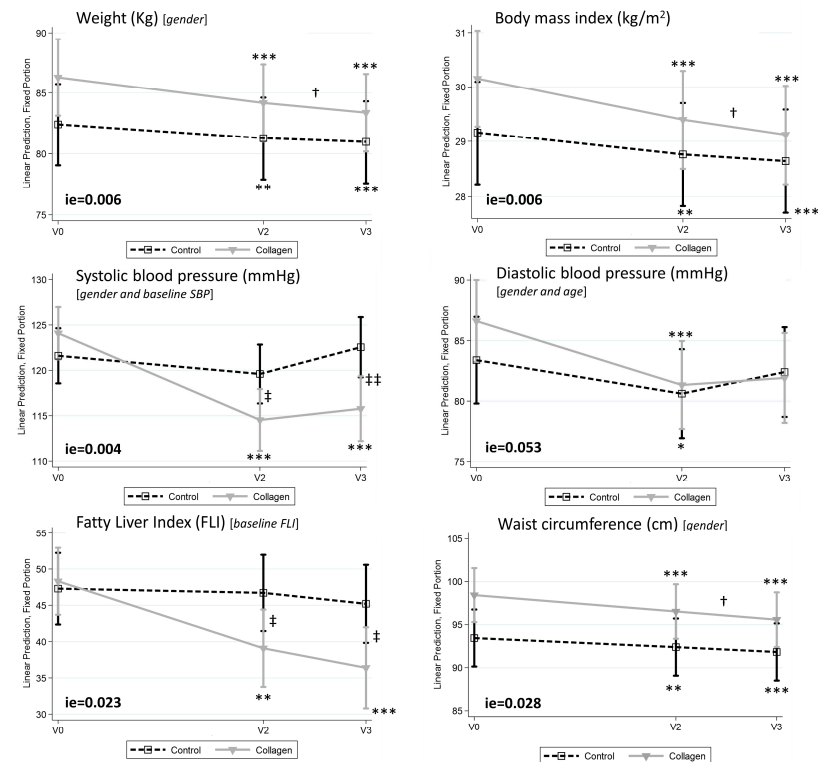 Weight (Kg) [gender]
Linear Prediction, Fixed Portion
90
85
80
75
***
***
†
**
***
ie=0.006
V0 V2 V3
Control Collagen
Body mass index (kg/m²)
Linear Prediction, Fixed Portion
31
30
29
28
***
***
†
**
***
ie=0.006
V0 V2 V3
Control Collagen
Systolic blood pressure (mmHg)
[gender and baseline SBP]
Linear Prediction, Fixed Portion
130
125
120
115
110
‡
‡‡
***
***
ie=0.004
V0 V2 V3
Control Collagen
Diastolic blood pressure (mmHg)
[gender and age]
Linear Prediction, Fixed Portion
90
85
80
75
***
*
ie=0.053
V0 V2 V3
Control Collagen
Fatty Liver Index (FLI) [baseline FLI]
Linear Prediction, Fixed Portion
55
50
45
40
35
30
‡
‡
**
***
ie=0.023
V0 V2 V3
Control Collagen
Waist circumference (cm) [gender]
Linear Prediction, Fixed Portion
105
100
95
90
85
***
***
†
**
***
ie=0.028
V0 V2 V3
Control Collagen